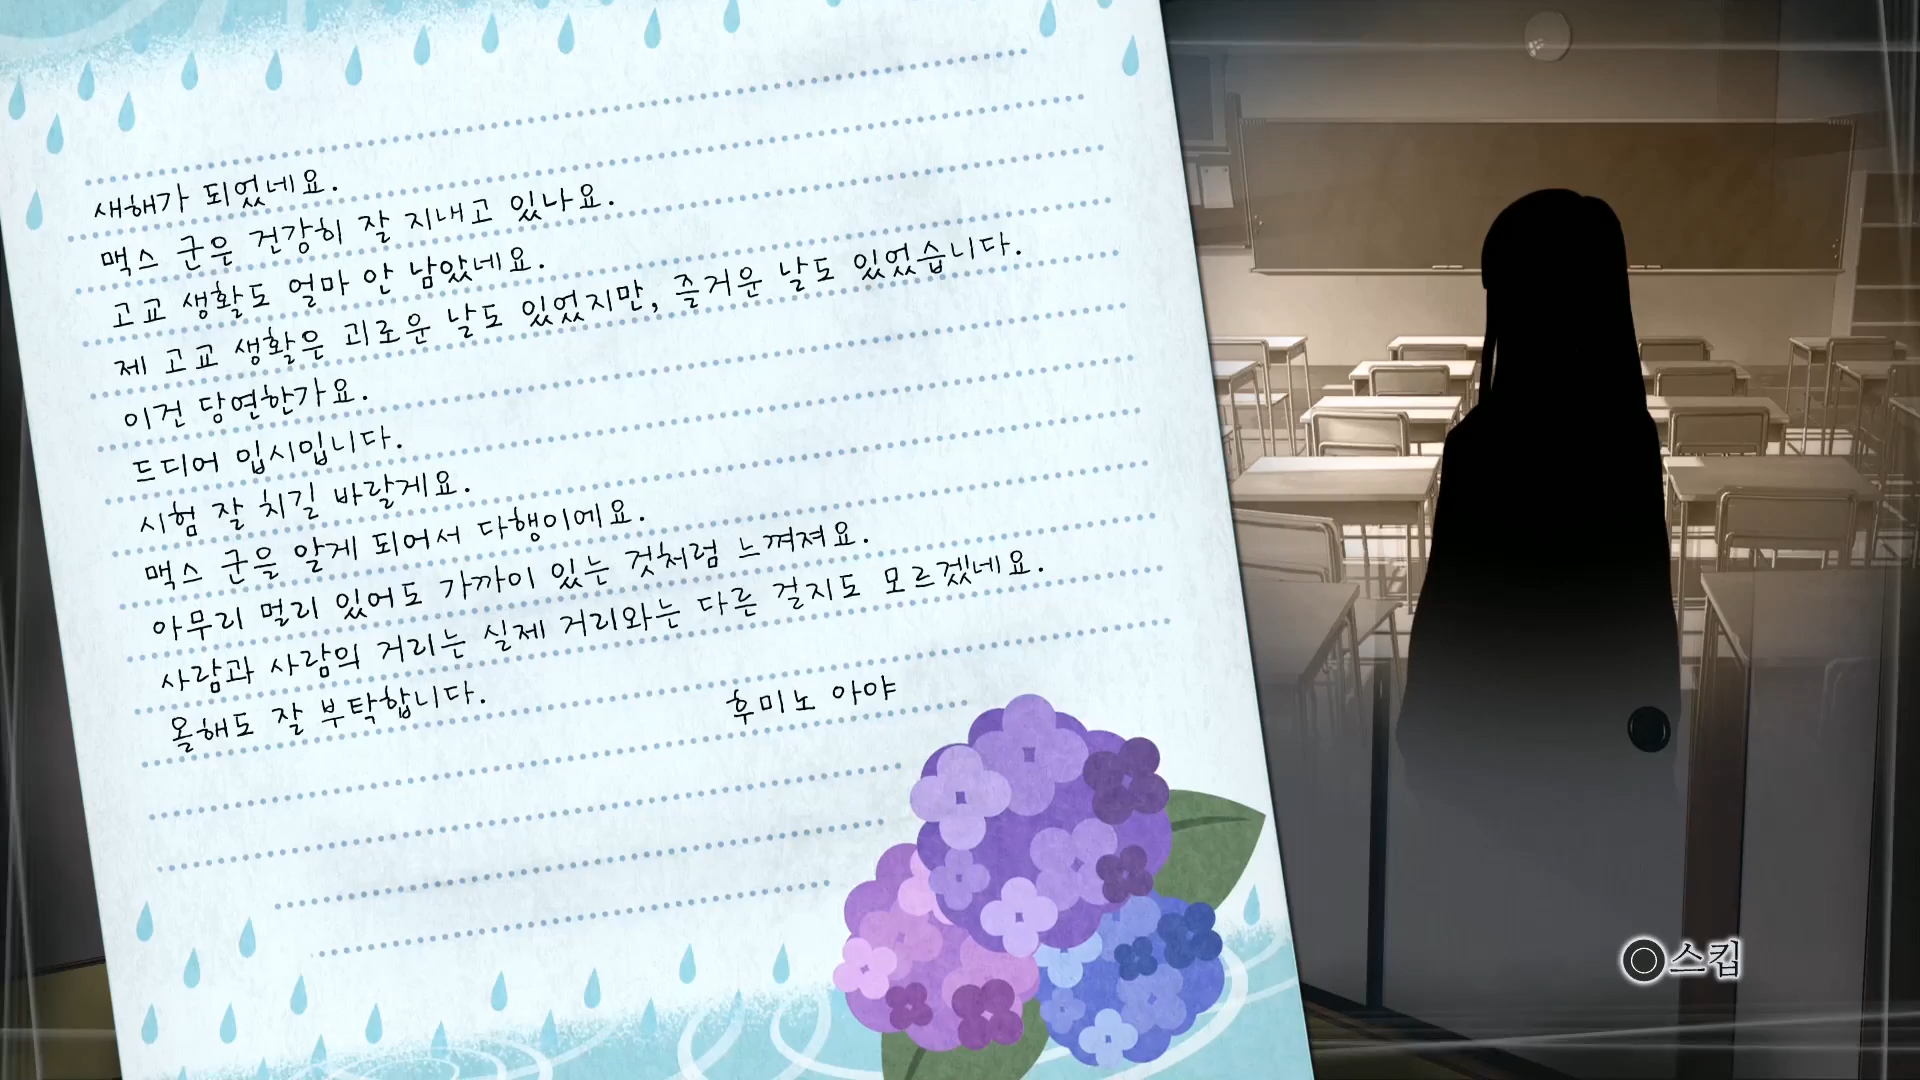 새해가 되었네요.
맥스 군은 건강히 잘 지내고 있나요.
고교 생활도 얼마 안 남았네요.
제 고교 생활은 괴로운 날도 있었지만, 즐거운 날도 있었습니다.
이건 당연한가요.
드디어 입시입니다.
시험 잘 치길 바랄게요.
맥스 군을 알게 되어서 다행이에요.
아무리 멀리 있어도 가까이 있는 것처럼 느껴져요.
사람과 사람의 거리는 실제 거리와는 다른 걸지도 모르겠네요.
올해도 잘 부탁합니다.
후미노 아야
스킵